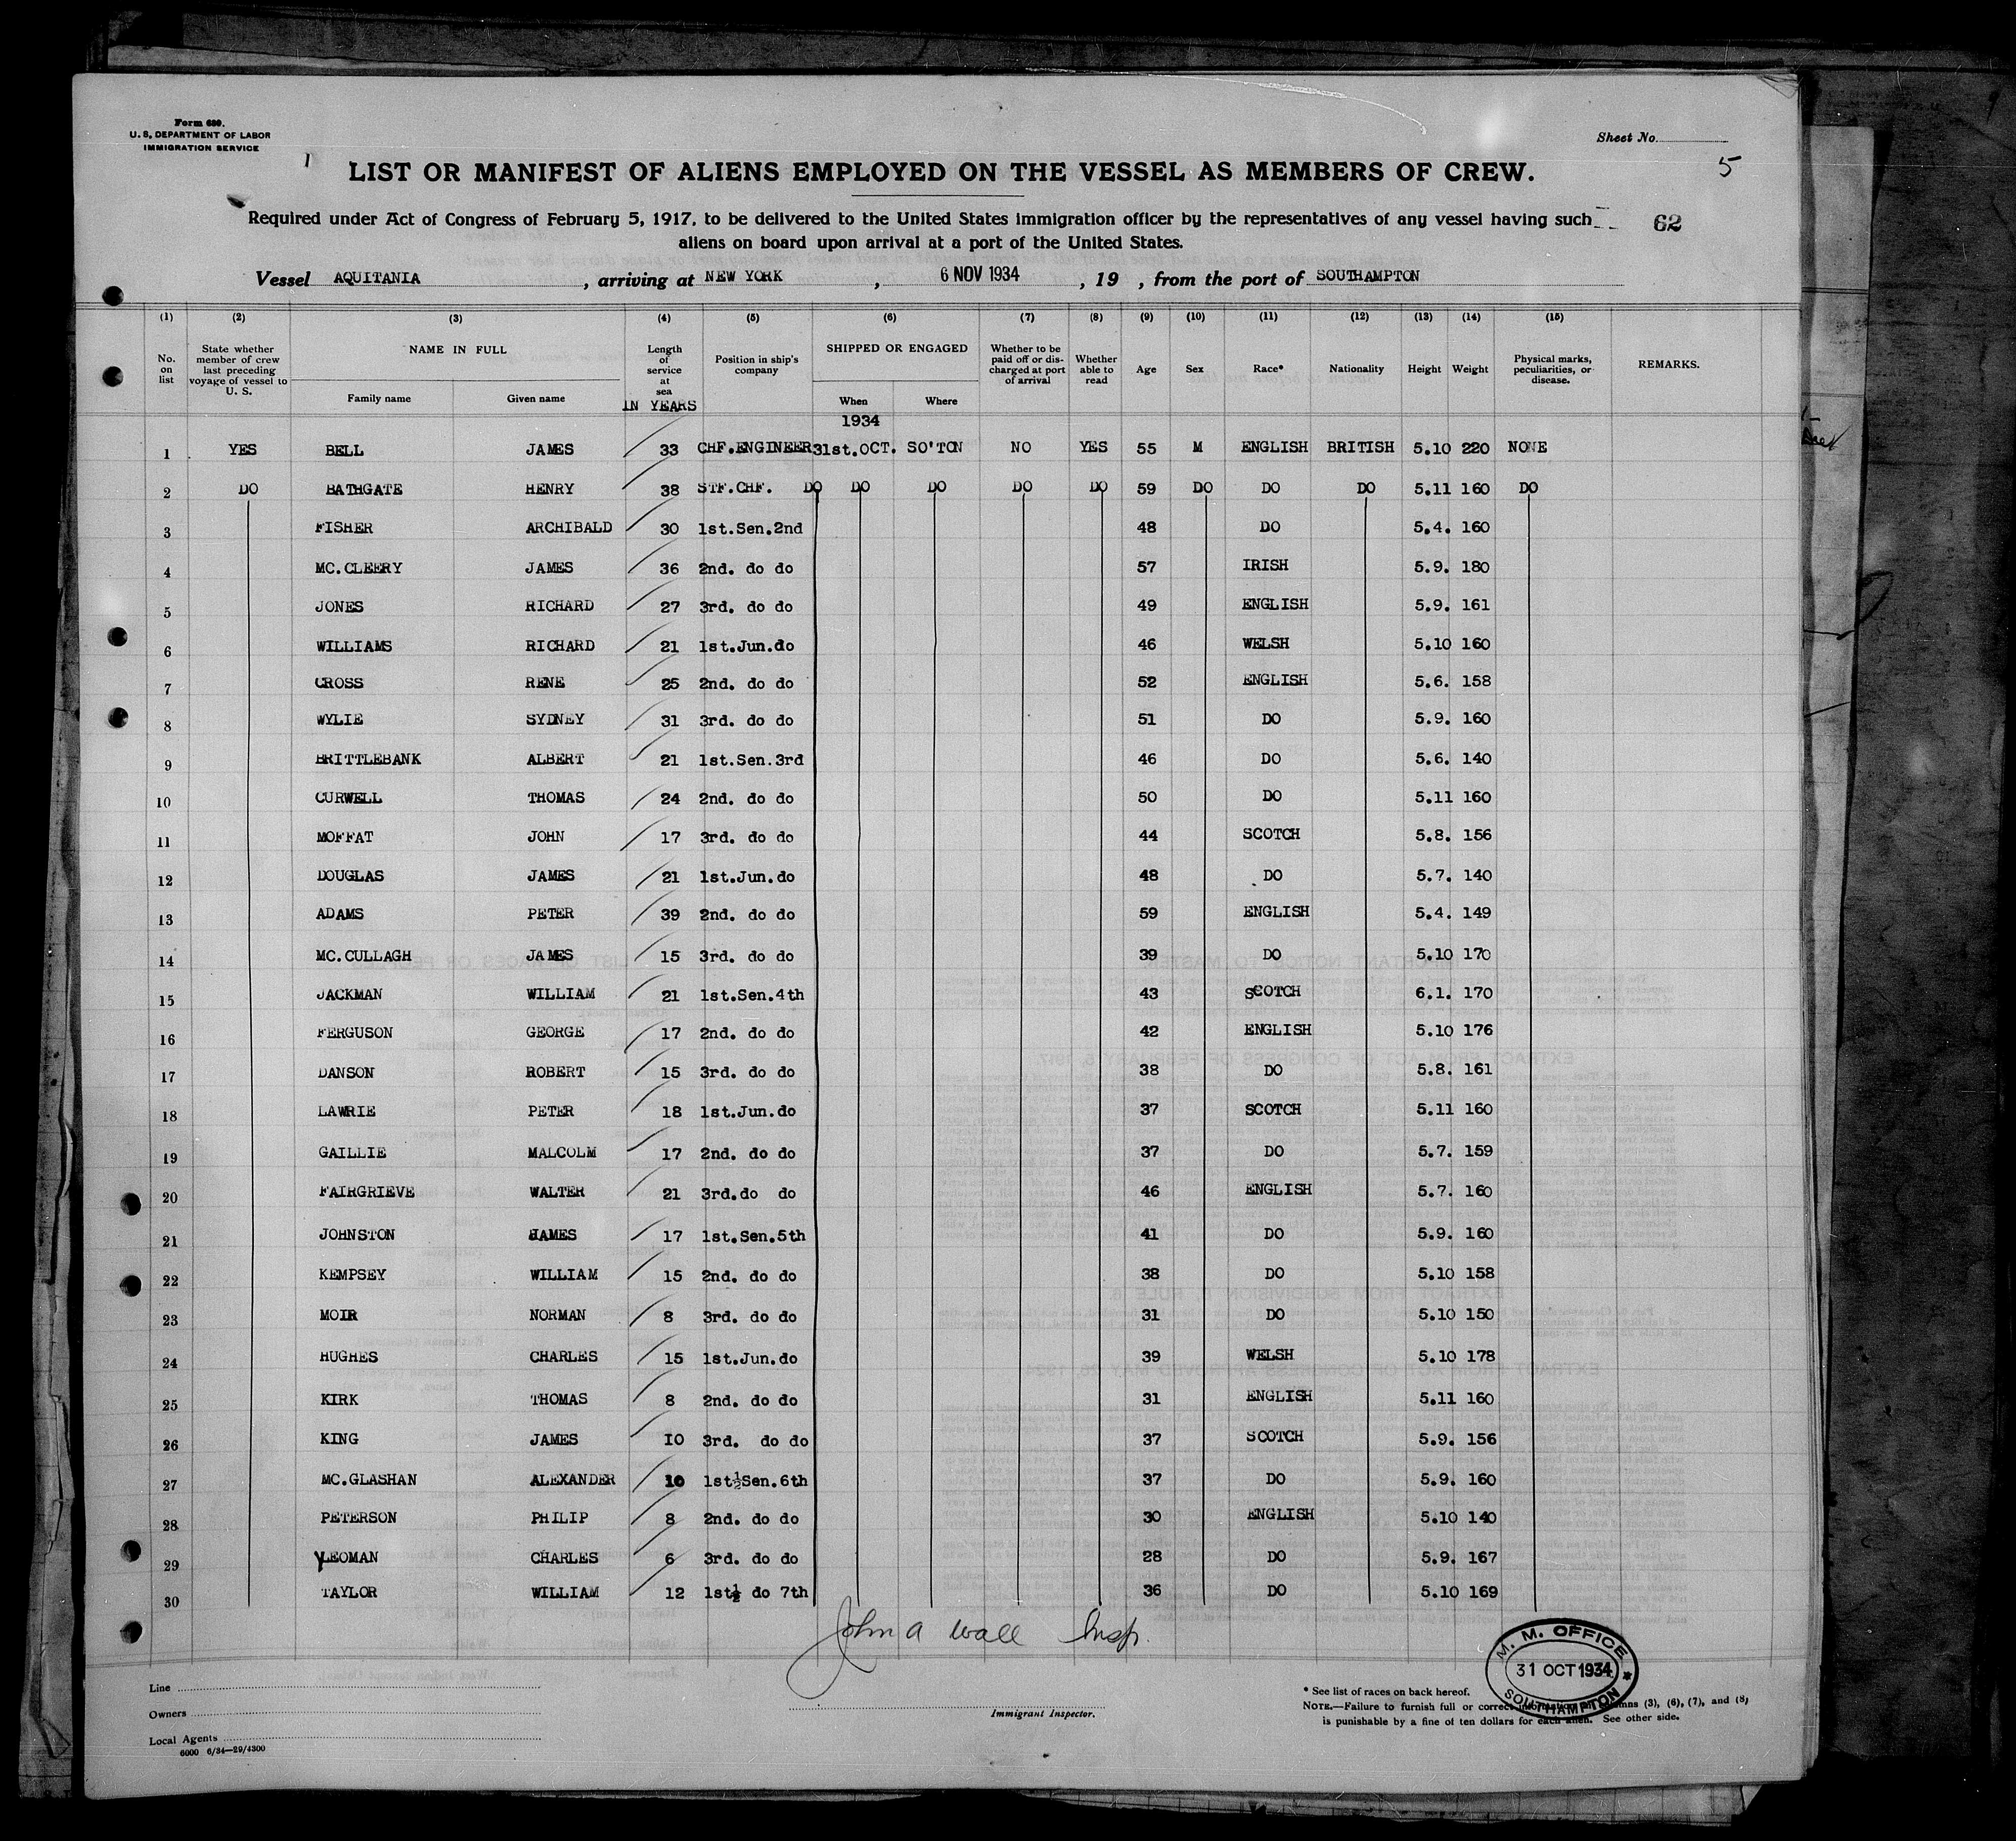 Form 680.
U. S. DEPARTMENT OF LABOR
IMMIGRATION SERVICE
Sheet No.
5
LIST OR MANIFEST OF ALIENS EMPLOYED ON THE VESSEL AS MEMBERS OF CREW.
Required under Act of Congress of February 5, 1917, to be delivered to the United States immigration officer by the representatives of any vessel having such
62
aliens on board upon arrival at a port of the United States.
Vessel AQUITANIA , arriving at NEW YORK , 6 NOV 1934 , 19 , from the port of SOUTHAMPTON
(1) (2) (3) (4) (5) (6) (7) (8) (9) (10) (11) (12) (13) (14) (15)
No. on list State whether member of crew last preceding voyage of vessel to U. S. NAME IN FULL Family name Given name Length of service at sea IN YEARS Position in ship's company SHIPPED OR ENGAGED When Where Whether to be paid off or discharged at port of arrival Whether able to read Age Sex Race* Nationality Height Weight Physical marks, peculiarities, or disease. REMARKS.
1934
1 YES BELL JAMES 33 CHF.ENGINEER 31st.OCT. SO'TON NO YES 55 M ENGLISH BRITISH 5.10 220 NONE
2 DO BATHGATE HENRY 38 STF.CHF. DO DO DO DO DO 59 DO DO DO 5.11 160 DO
3 FISHER ARCHIBALD 30 1st.Sen.2nd 48 DO 5.4. 160
4 MC.CLEERY JAMES 36 2nd. do do 57 IRISH 5.9. 180
5 JONES RICHARD 27 3rd. do do 49 ENGLISH 5.9. 161
6 WILLIAMS RICHARD 21 1st.Jun.do 46 WELSH 5.10 160
7 CROSS RENE 25 2nd. do do 52 ENGLISH 5.6. 158
8 WYLIE SYDNEY 31 3rd. do do 51 DO 5.9. 160
9 BRITTLEBANK ALBERT 21 1st.Sen.3rd 46 DO 5.6. 140
10 CURWELL THOMAS 24 2nd. do do 50 DO 5.11 160
11 MOFFAT JOHN 17 3rd. do do 44 SCOTCH 5.8. 156
12 DOUGLAS JAMES 21 1st.Jun.do 48 DO 5.7. 140
13 ADAMS PETER 39 2nd. do do 59 ENGLISH 5.4. 149
14 MC.CULLAGH JAMES 15 3rd. do do 39 DO 5.10 170
15 JACKMAN WILLIAM 21 1st.Sen.4th 43 SCOTCH 6.1. 170
16 FERGUSON GEORGE 17 2nd. do do 42 ENGLISH 5.10 176
17 DANSON ROBERT 15 3rd. do do 38 DO 5.8. 161
18 LAWRIE PETER 18 1st.Jun.do 37 SCOTCH 5.11 160
19 GAILLIE MALCOLM 17 2nd. do do 37 DO 5.7. 159
20 FAIRGRIEVE WALTER 21 3rd.do do 46 ENGLISH 5.7. 160
21 JOHNSTON JAMES 17 1st.Sen.5th 41 DO 5.9. 160
22 KEMPSEY WILLIAM 15 2nd. do do 38 DO 5.10 158
23 MOIR NORMAN 8 3rd. do do 31 DO 5.10 150
24 HUGHES CHARLES 15 1st.Jun.do 39 WELSH 5.10 178
25 KIRK THOMAS 8 2nd. do do 31 ENGLISH 5.11 160
26 KING JAMES 10 3rd. do do 37 SCOTCH 5.9. 156
27 MC.GLASHAN ALEXANDER 10 1st½Sen.6th 37 DO 5.9. 160
28 PETERSON PHILIP 8 2nd. do do 30 ENGLISH 5.10 140
29 YEOMAN CHARLES 6 3rd. do do 28 DO 5.9. 167
30 TAYLOR WILLIAM 12 1st½ do 7th 36 DO 5.10 169
John A Wall Insp.
M. M. OFFICE
31 OCT 1934
SOUTHAMPTON
Line
Owners
Local Agents
6000 6/34—29/4300
Immigrant Inspector.
* See list of races on back hereof.
NOTE.—Failure to furnish full or correct information in columns (3), (6), (7), and (8)
is punishable by a fine of ten dollars for each alien. See other side.